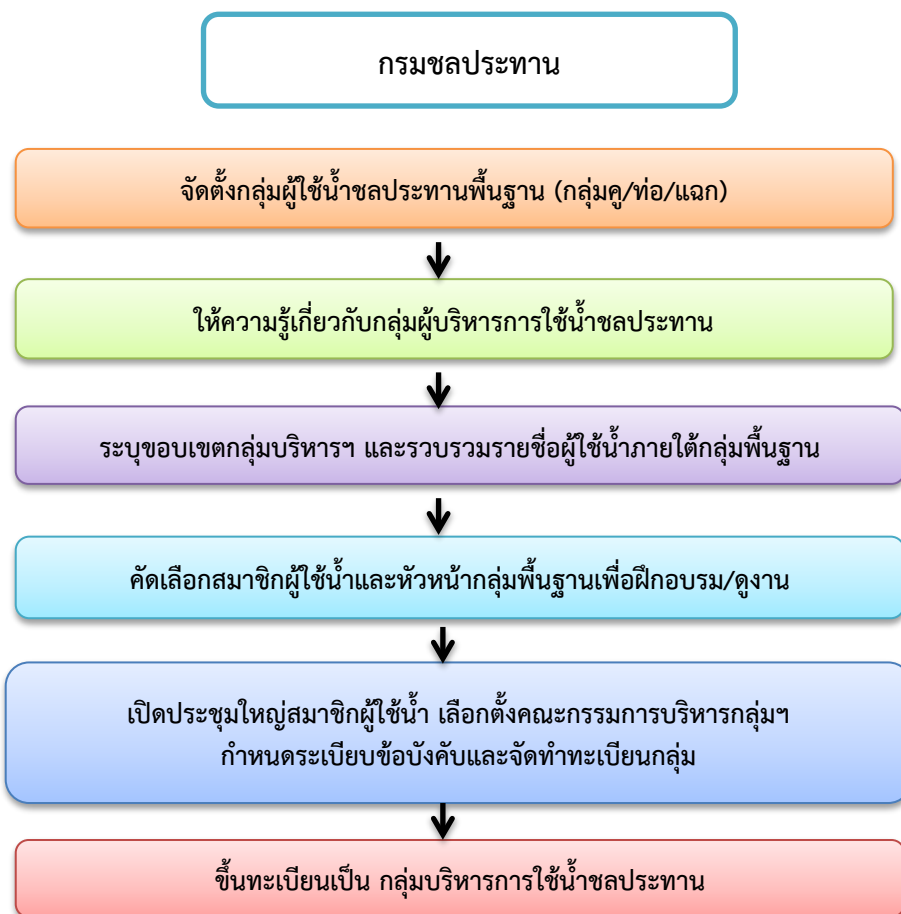 กรมชลประทาน
จัดตั้งกลุ่มผู้ใช้น้ำชลประทานพื้นฐาน (กลุ่มคู/ท่อ/แฉก)
ให้ความรู้เกี่ยวกับกลุ่มผู้บริหารการใช้น้ำชลประทาน
ระบุขอบเขตกลุ่มบริหารฯ และรวบรวมรายชื่อผู้ใช้น้ำภายใต้กลุ่มพื้นฐาน
คัดเลือกสมาชิกผู้ใช้น้ำและหัวหน้ากลุ่มพื้นฐานเพื่อฝึกอบรม/ดูงาน
เปิดประชุมใหญ่สมาชิกผู้ใช้น้ำ เลือกตั้งคณะกรรมการบริหารกลุ่มฯ
กำหนดระเบียบข้อบังคับและจัดทำทะเบียนกลุ่ม
ขึ้นทะเบียนเป็น กลุ่มบริหารการใช้น้ำชลประทาน